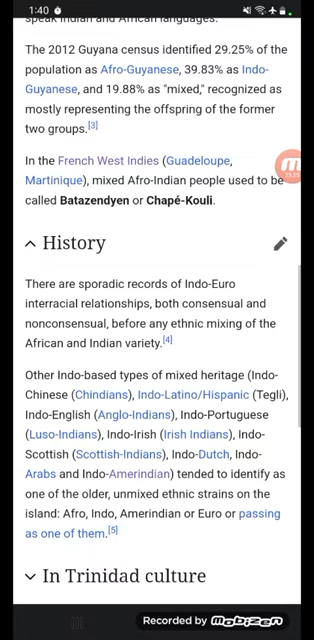 1:40
speak Indian and African languages.
The 2012 Guyana census identified 29.25% of the
population as Afro-Guyanese, 39.83% as Indo-
Guyanese, and 19.88% as "mixed," recognized as
mostly representing the offspring of the former
two groups.[3]
In the French West Indies (Guadeloupe,
Martinique), mixed Afro-Indian people used to be
called Batazendyen or Chapé-Kouli.
History
There are sporadic records of Indo-Euro
interracial relationships, both consensual and
nonconsensual, before any ethnic mixing of the
African and Indian variety.[4]
Other Indo-based types of mixed heritage (Indo-
Chinese (Chindians), Indo-Latino/Hispanic (Tegli),
Indo-English (Anglo-Indians), Indo-Portuguese
(Luso-Indians), Indo-Irish (Irish Indians), Indo-
Scottish (Scottish-Indians), Indo-Dutch, Indo-
Arabs and Indo-Amerindian) tended to identify as
one of the older, unmixed ethnic strains on the
island: Afro, Indo, Amerindian or Euro or passing
as one of them.[5]
In Trinidad culture
Recorded by Mobizen